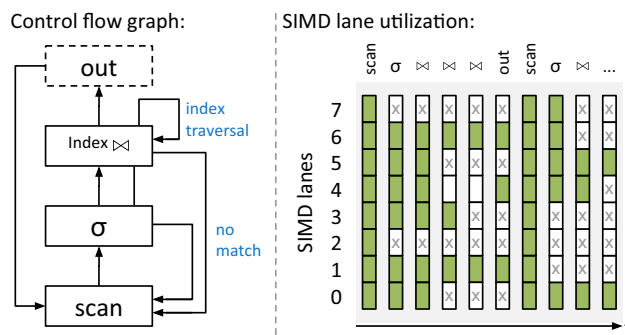 Control flow graph:
out
index
traversal
Index ⋈
σ
no
match
scan
SIMD lane utilization:
scan σ ⋈ ⋈ ⋈ out scan σ ⋈ ...
SIMD lanes
7 x x x x x x x
6 x x
5 x x x
4 x
3 x x x x
2 x x x x x x x x
1 x x x
0 x x x